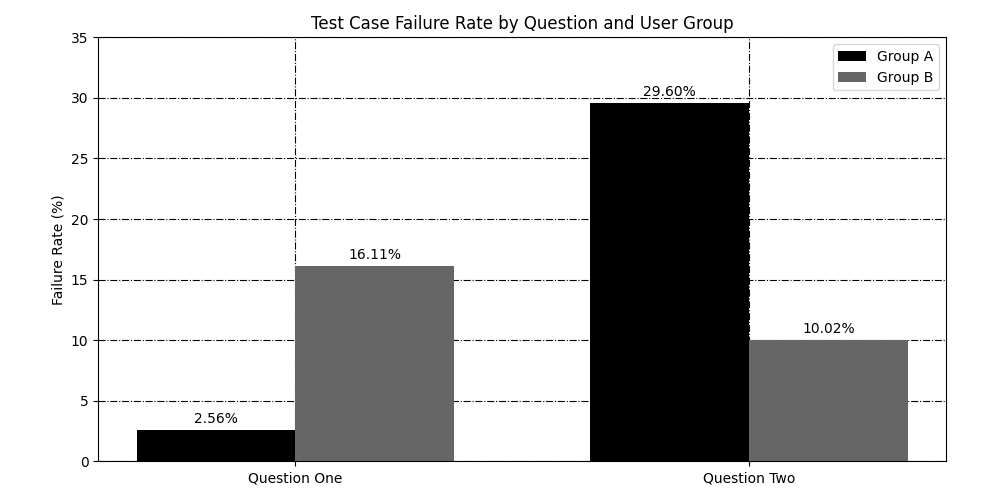 Test Case Failure Rate by Question and User Group
Group A
Group B
Failure Rate (%)
35
30
25
20
15
10
5
0
2.56%
16.11%
29.60%
10.02%
Question One
Question Two